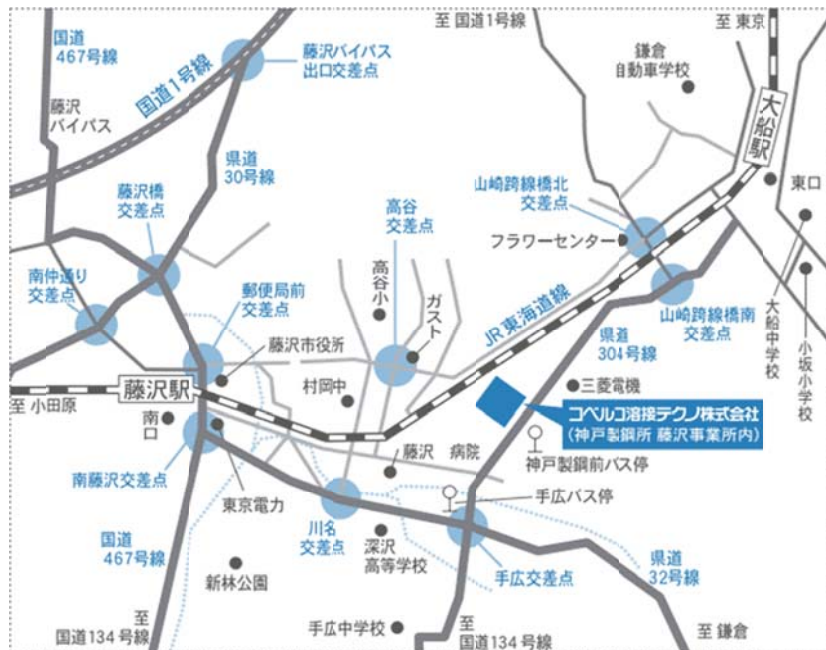 至 国道1号線
至 東京
国道
467号線
藤沢バイパス
出口交差点
鎌倉
自動車学校
国道1号線
藤沢
バイパス
大船駅
県道
30号線
東口
藤沢橋
交差点
高谷
交差点
山崎跨線橋北
交差点
フラワーセンター
南仲通り
交差点
郵便局前
交差点
高谷小
ガスト
JR東海道線
山崎跨線橋南
交差点
大船中学校
小坂小学校
県道
304号線
藤沢市役所
三菱電機
藤沢駅
至 小田原
村岡中
コベルコ溶接テクノ株式会社
(神戸製鋼所 藤沢事業所内)
南口
藤沢 病院
神戸製鋼前バス停
南藤沢交差点
東京電力
手広バス停
川名
交差点
深沢
高等学校
国道
467号線
新林公園
手広交差点
県道
32号線
至
国道134号線
手広中学校
至
国道134号線
至 鎌倉